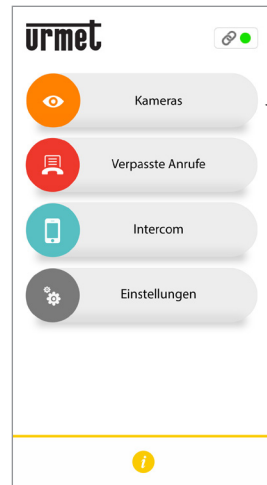 urmet
Kameras
Verpasste Anrufe
Intercom
Einstellungen
i